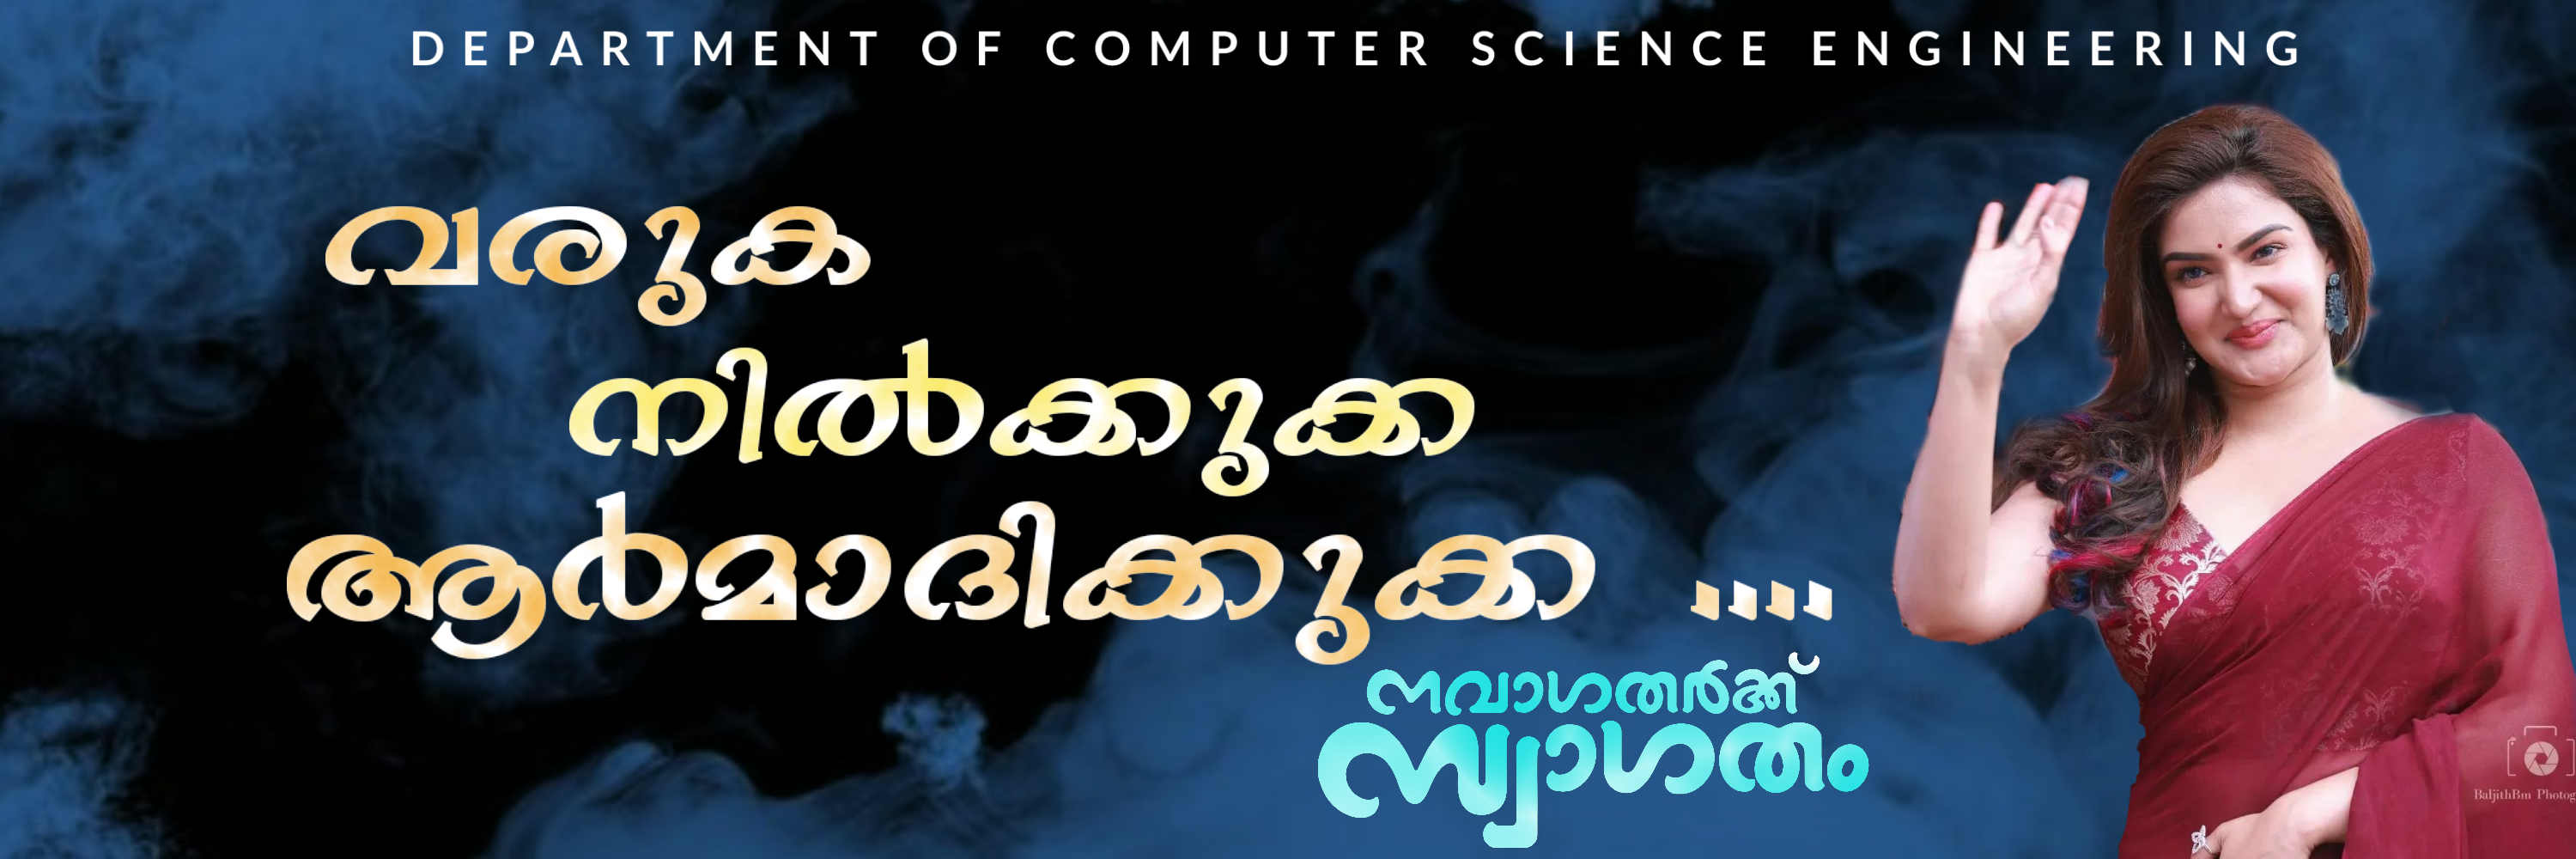 DEPARTMENT OF COMPUTER SCIENCE ENGINEERING
വരുക
നിൽക്കുക്ക
ആർമാദിക്കുക്ക ....
നവാഗതർക്ക്
സ്വാഗതം